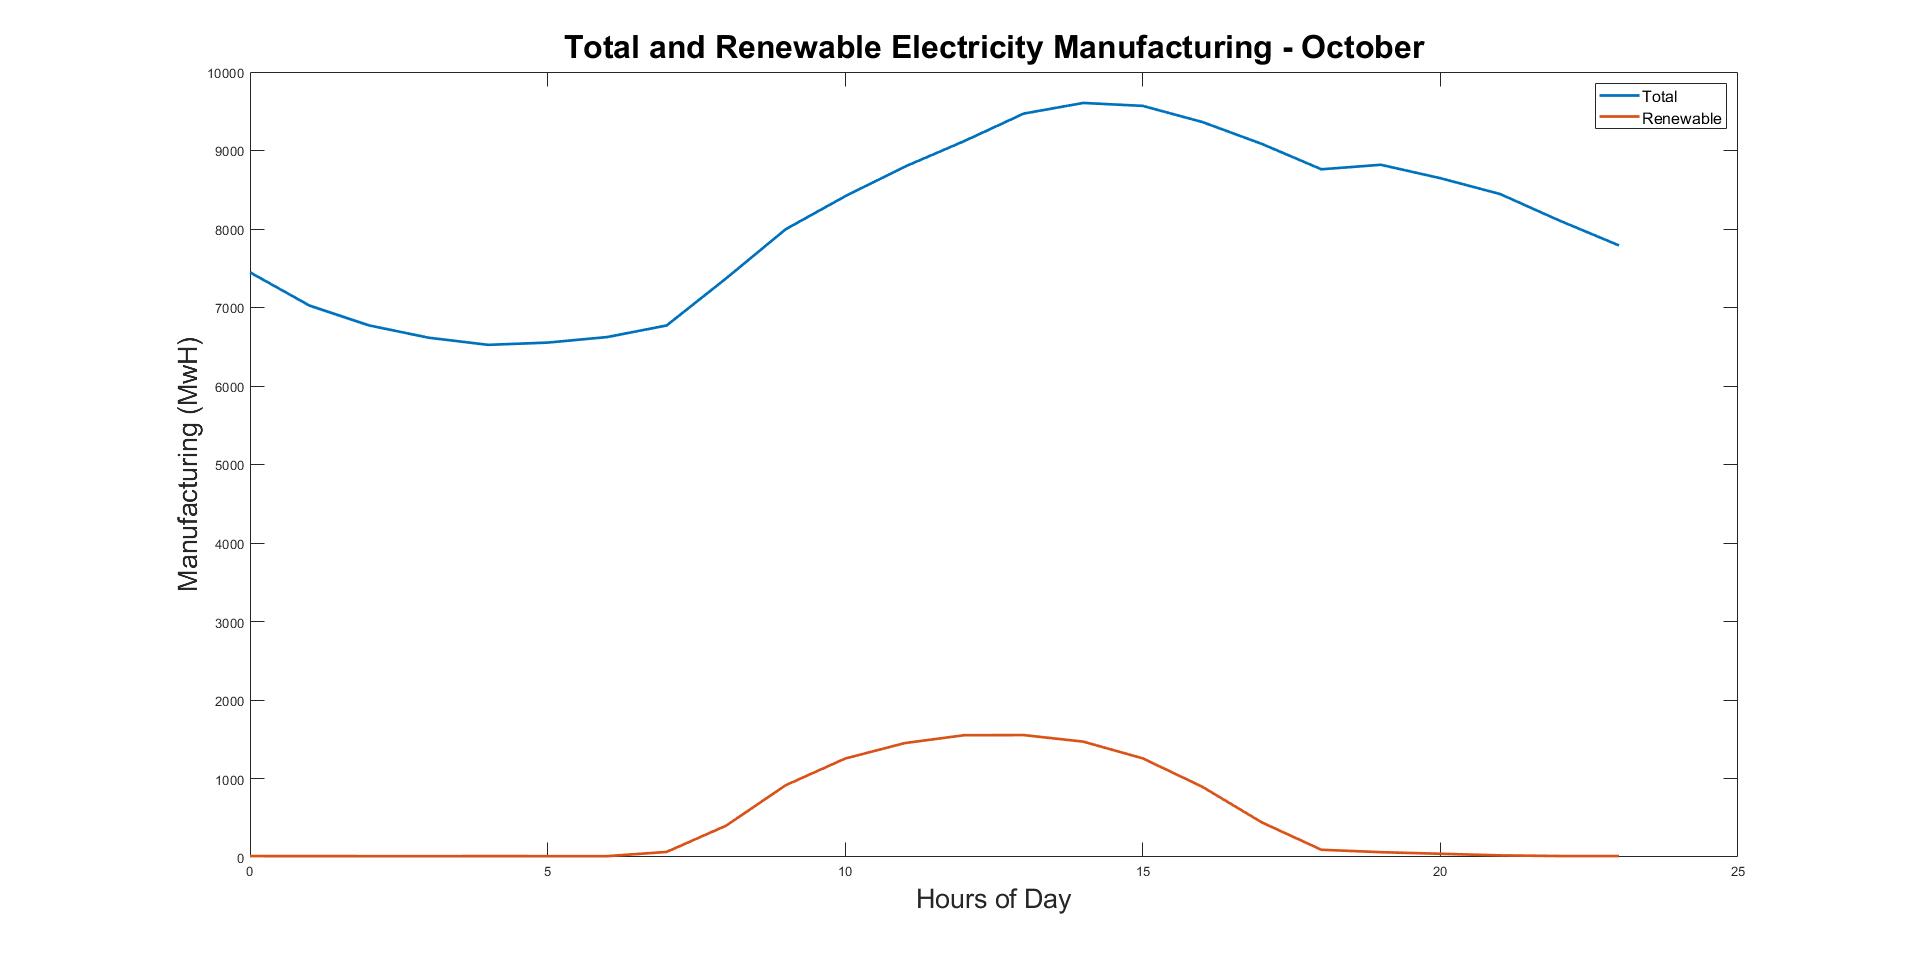 Total and Renewable Electricity Manufacturing - October
Total
Renewable
Manufacturing (MwH)
10000
9000
8000
7000
6000
5000
4000
3000
2000
1000
0
0 5 10 15 20 25
Hours of Day